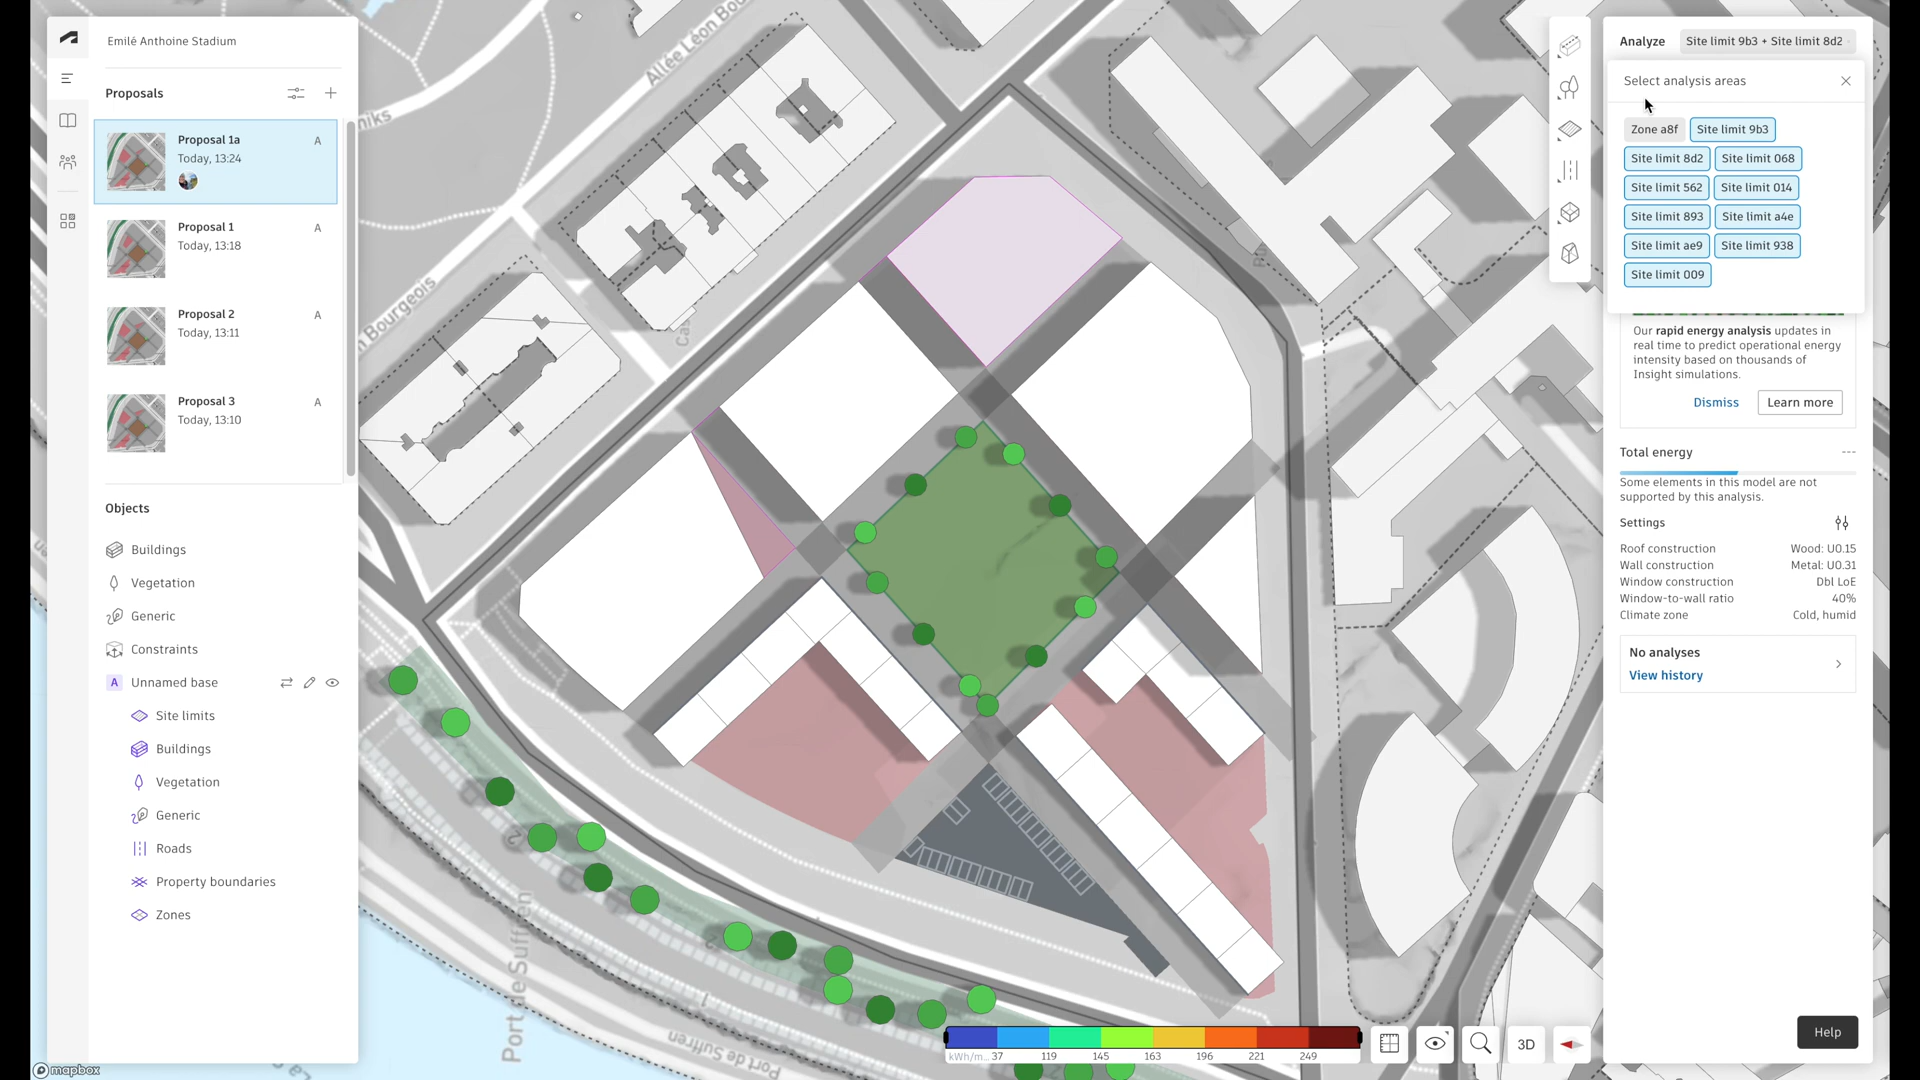 Emilé Anthoine Stadium
Proposals
Proposal 1a
A
Today, 13:24
Proposal 1
A
Today, 13:18
Proposal 2
A
Today, 13:11
Proposal 3
A
Today, 13:10
Objects
Buildings
Vegetation
Generic
Constraints
A
Unnamed base
Site limits
Buildings
Vegetation
Generic
Roads
Property boundaries
Zones
mapbox
Allée Léon Bou
niks
n Bourgeois
Port de Suffren
Port de Suffren
kWh/m...
37
119
145
163
196
221
249
3D
Analyze
Site limit 9b3 + Site limit 8d2
Select analysis areas
Zone a8f
Site limit 9b3
Site limit 8d2
Site limit 068
Site limit 562
Site limit 014
Site limit 893
Site limit a4e
Site limit ae9
Site limit 938
Site limit 009
Our rapid energy analysis updates in
real time to predict operational energy
intensity based on thousands of
Insight simulations.
Dismiss
Learn more
Total energy
---
Some elements in this model are not
supported by this analysis.
Settings
Roof construction
Wood: U0.15
Wall construction
Metal: U0.31
Window construction
Dbl LoE
Window-to-wall ratio
40%
Climate zone
Cold, humid
No analyses
View history
Help